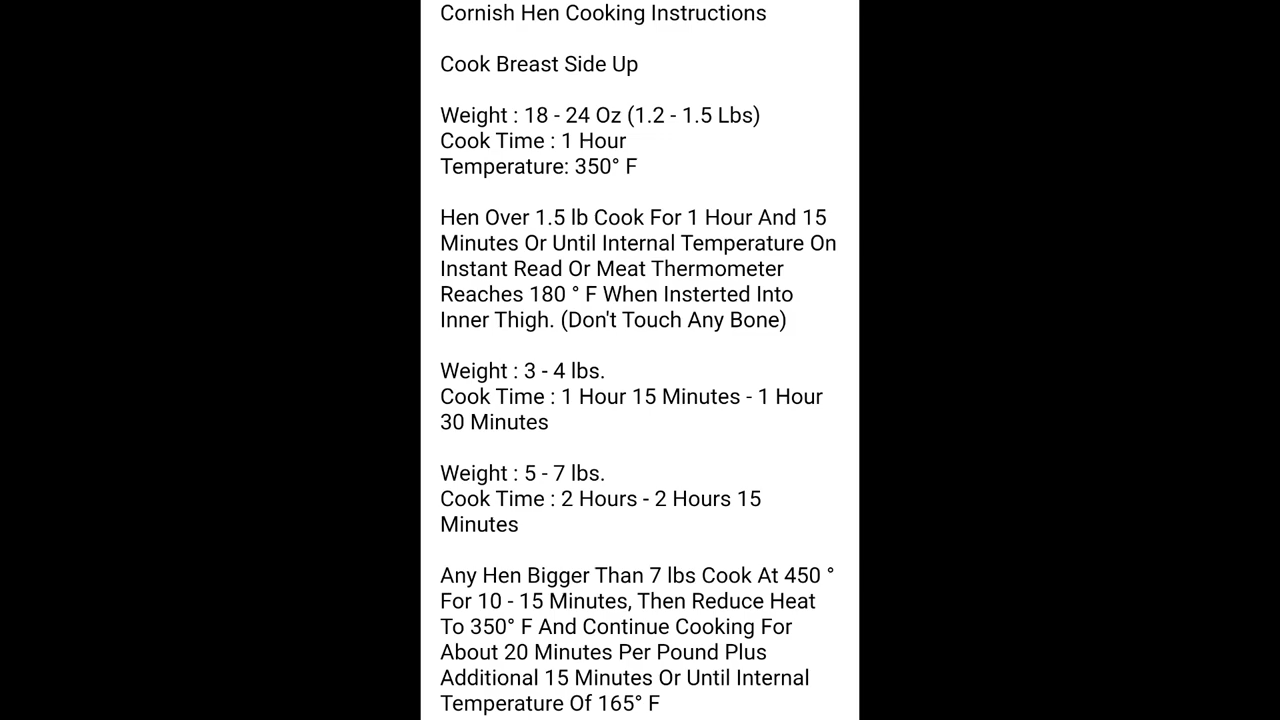 Cornish Hen Cooking Instructions
Cook Breast Side Up
Weight : 18 - 24 Oz (1.2 - 1.5 Lbs)
Cook Time : 1 Hour
Temperature: 350° F
Hen Over 1.5 lb Cook For 1 Hour And 15
Minutes Or Until Internal Temperature On
Instant Read Or Meat Thermometer
Reaches 180 ° F When Insterted Into
Inner Thigh. (Don't Touch Any Bone)
Weight : 3 - 4 lbs.
Cook Time : 1 Hour 15 Minutes - 1 Hour
30 Minutes
Weight : 5 - 7 lbs.
Cook Time : 2 Hours - 2 Hours 15
Minutes
Any Hen Bigger Than 7 lbs Cook At 450 °
For 10 - 15 Minutes, Then Reduce Heat
To 350° F And Continue Cooking For
About 20 Minutes Per Pound Plus
Additional 15 Minutes Or Until Internal
Temperature Of 165° F